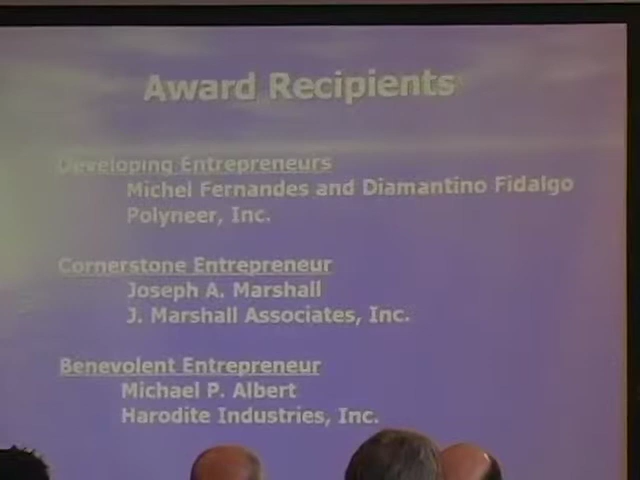 Award Recipients
Developing Entrepreneurs
Michel Fernandes and Diamantino Fidalgo
Polyneer, Inc.
Cornerstone Entrepreneur
Joseph A. Marshall
J. Marshall Associates, Inc.
Benevolent Entrepreneur
Michael P. Albert
Harodite Industries, Inc.